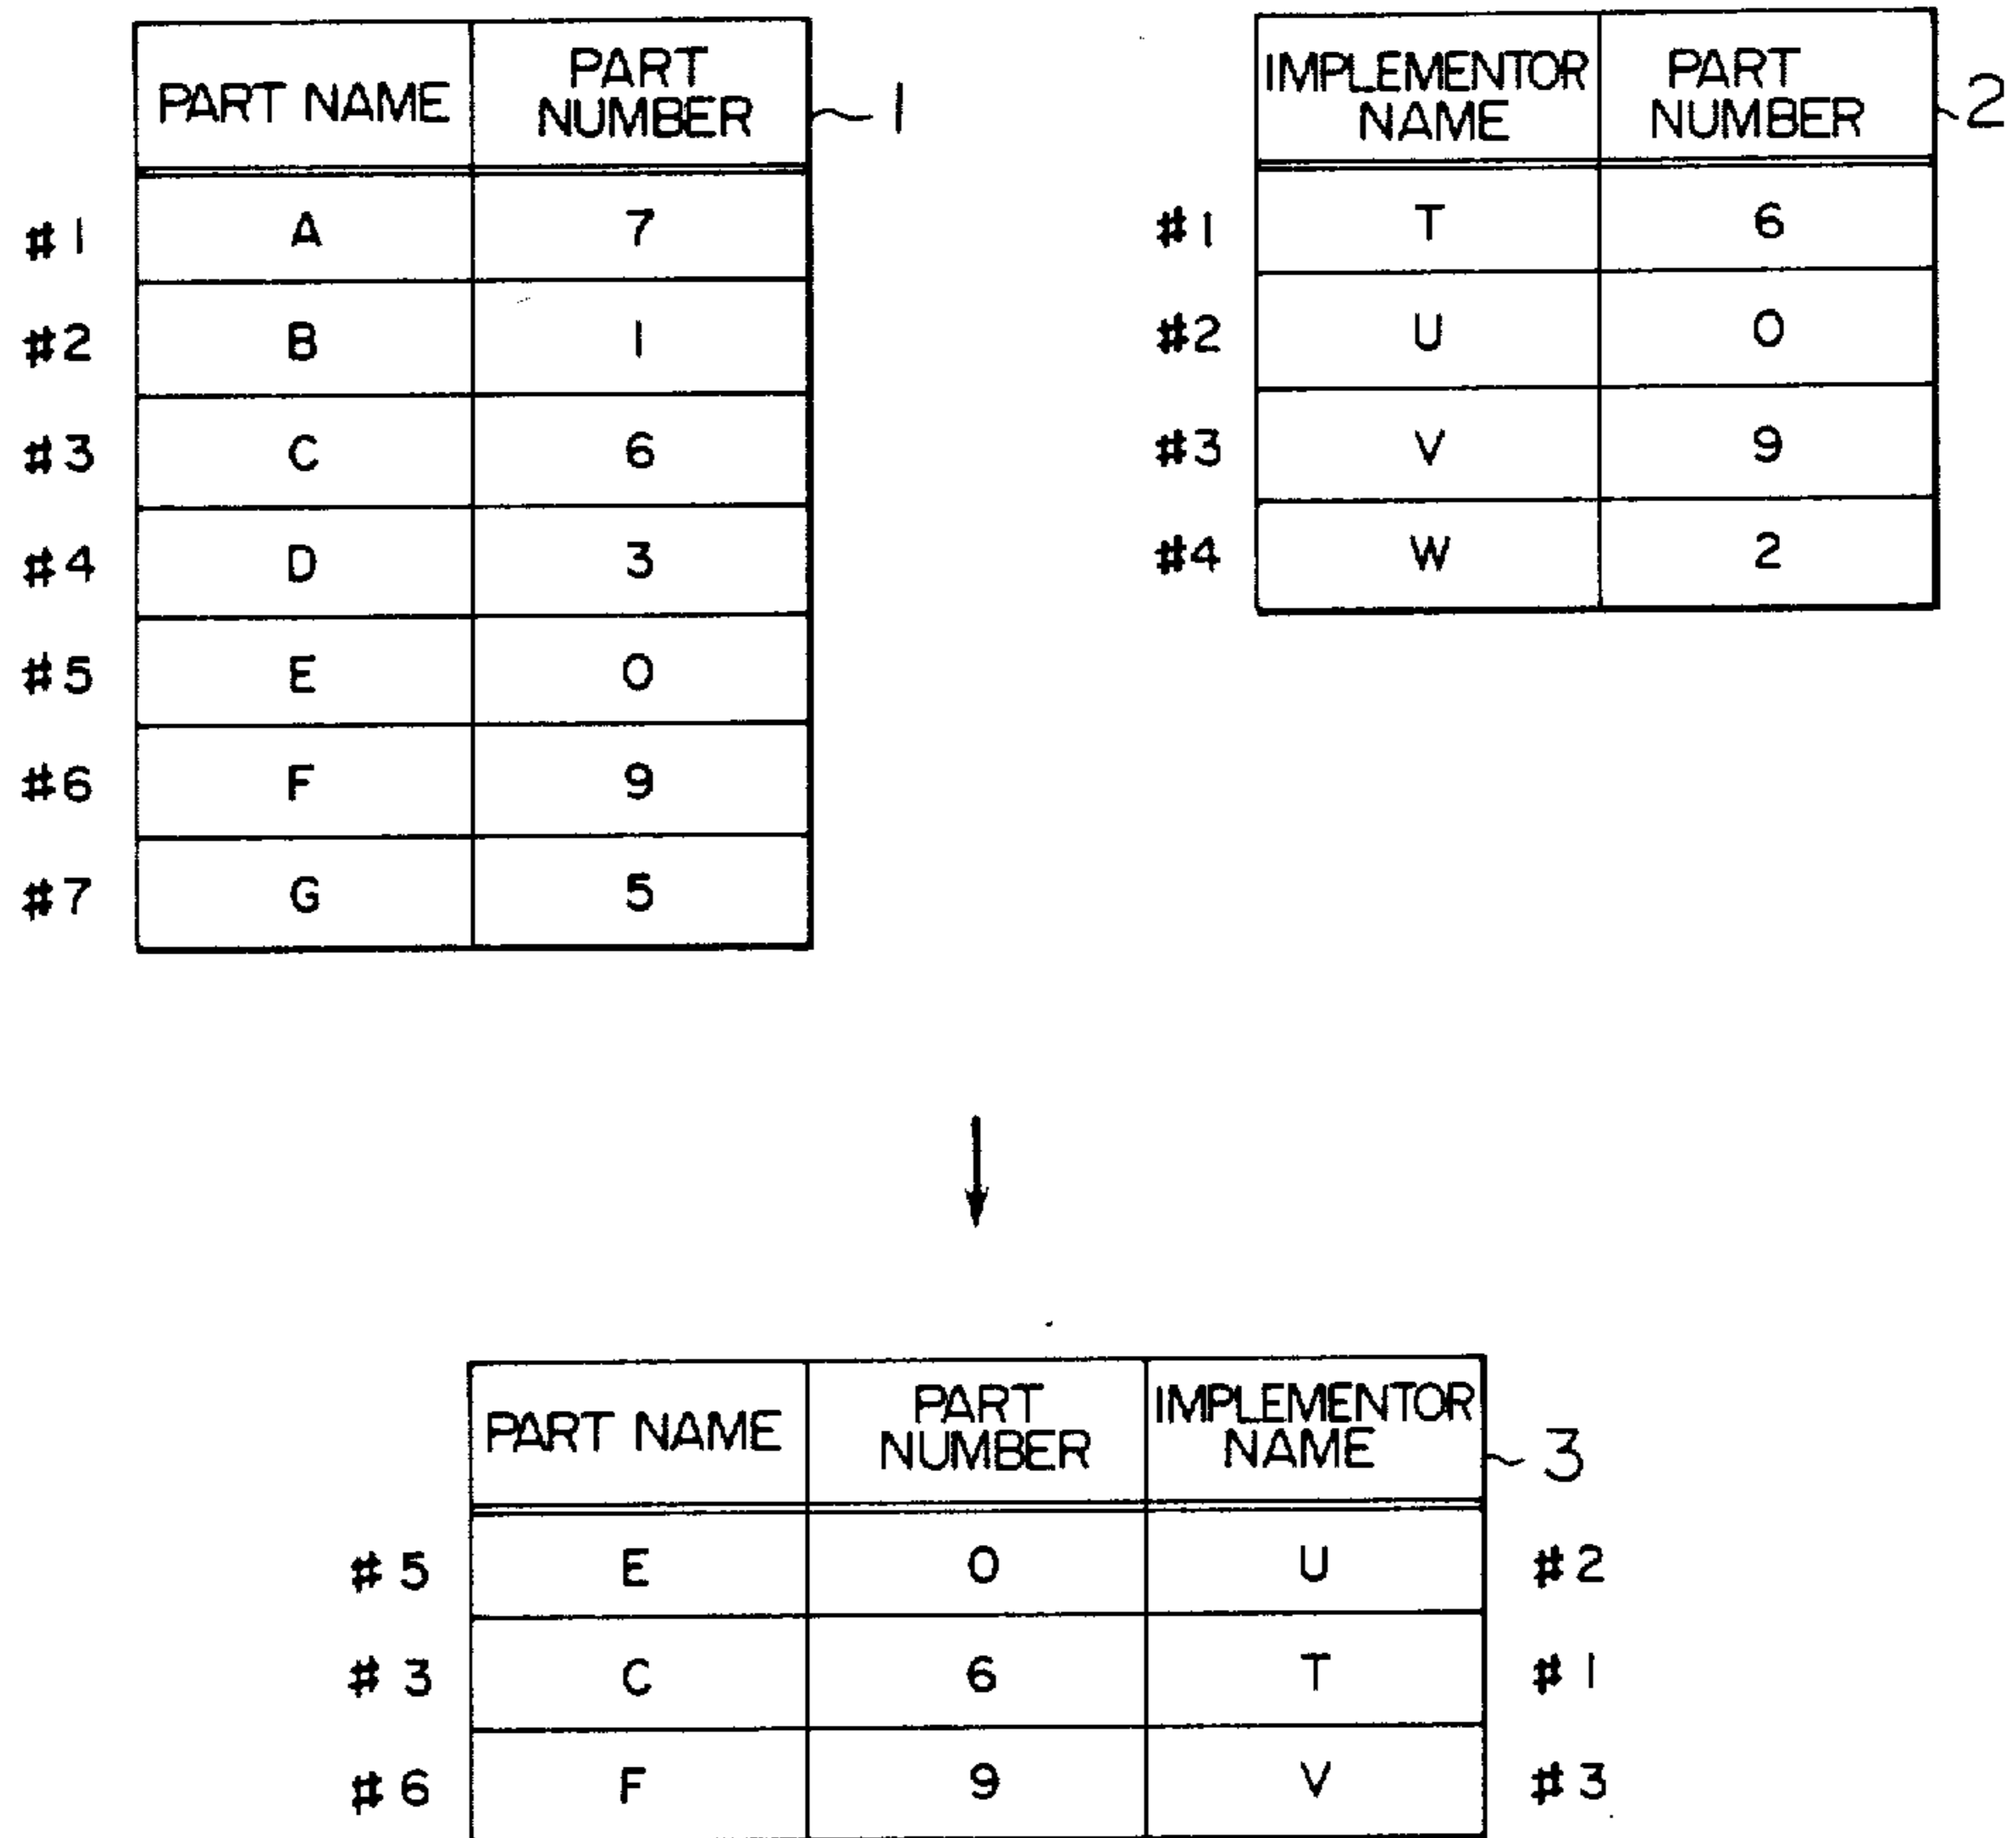 PART NAME PART NUMBER 1
#1 A 7
#2 B 1
#3 C 6
#4 D 3
#5 E 0
#6 F 9
#7 G 5
IMPLEMENTOR NAME PART NUMBER 2
#1 T 6
#2 U 0
#3 V 9
#4 W 2
PART NAME PART NUMBER IMPLEMENTOR NAME 3
#5 E 0 U #2
#3 C 6 T #1
#6 F 9 V #3